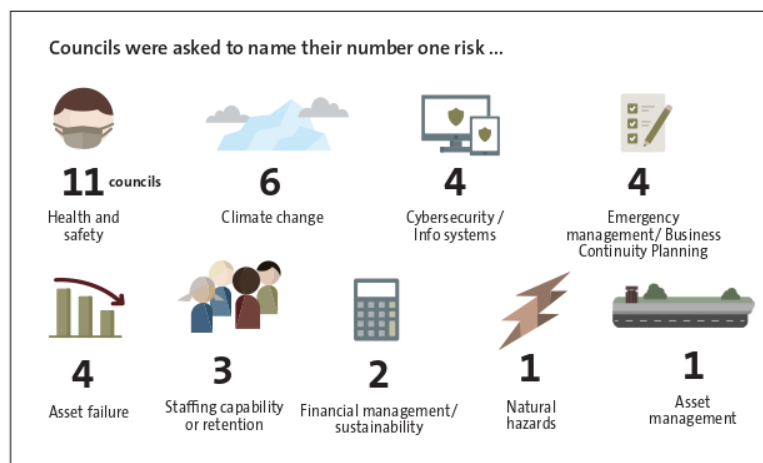 Councils were asked to name their number one risk ...
11 councils
Health and
safety
6
Climate change
4
Cybersecurity /
Info systems
4
Emergency
management/ Business
Continuity Planning
4
Asset failure
3
Staffing capability
or retention
2
Financial management/
sustainability
1
Natural
hazards
1
Asset
management